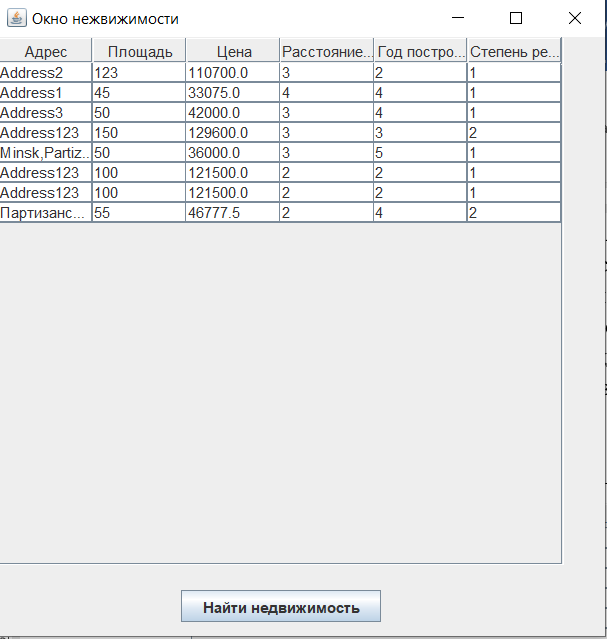 Окно нежвижимости
Адрес Площадь Цена Расстояние... Год постро... Степень ре...
Address2 123 110700.0 3 2 1
Address1 45 33075.0 4 4 1
Address3 50 42000.0 3 4 1
Address123 150 129600.0 3 3 2
Minsk,Partiz... 50 36000.0 3 5 1
Address123 100 121500.0 2 2 1
Address123 100 121500.0 2 2 1
Партизанс... 55 46777.5 2 4 2
Найти недвижимость